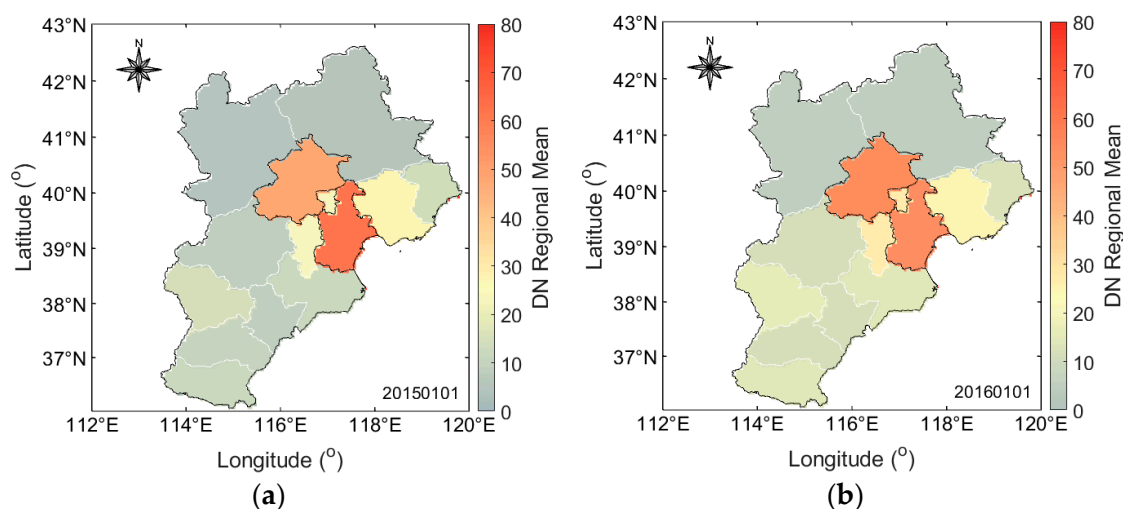 43°N
42°N
41°N
40°N
39°N
38°N
37°N
Latitude (o)
N
20150101
112°E 114°E 116°E 118°E 120°E
Longitude (o)
80
70
60
50
40
30
20
10
0
DN Regional Mean
(a)
43°N
42°N
41°N
40°N
39°N
38°N
37°N
Latitude (o)
N
20160101
112°E 114°E 116°E 118°E 120°E
Longitude (o)
80
70
60
50
40
30
20
10
0
DN Regional Mean
(b)